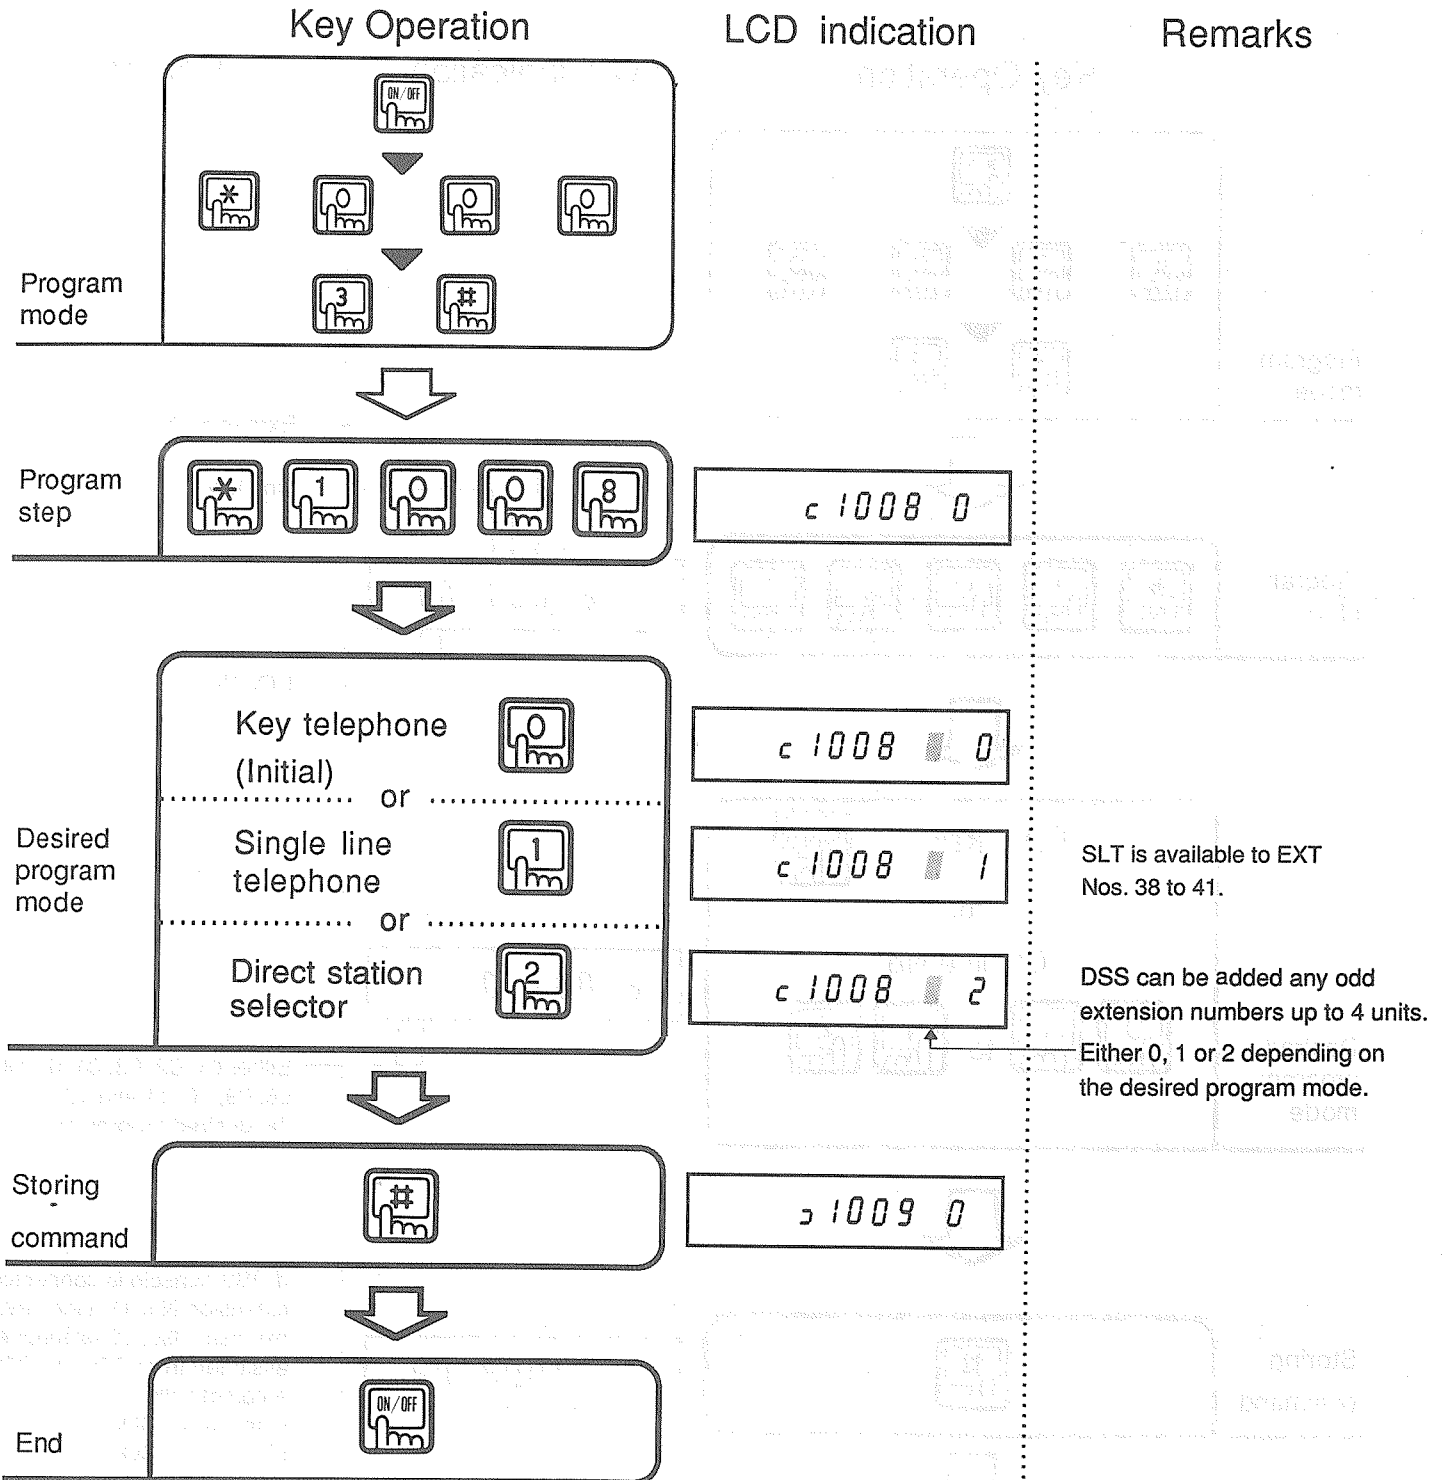 Key Operation LCD indication Remarks
ON/OFF
* 0 0 0
3 #
Program
mode
Program
step
* 1 0 0 8
c 1008 0
Key telephone
(Initial)
0
c 1008 0
or
Desired
program
mode
Single line
telephone
1
c 1008 1
SLT is available to EXT
Nos. 38 to 41.
or
Direct station
selector
2
c 1008 2
DSS can be added any odd
extension numbers up to 4 units.
Either 0, 1 or 2 depending on
the desired program mode.
Storing
command
#
ɔ 1009 0
End
ON/OFF